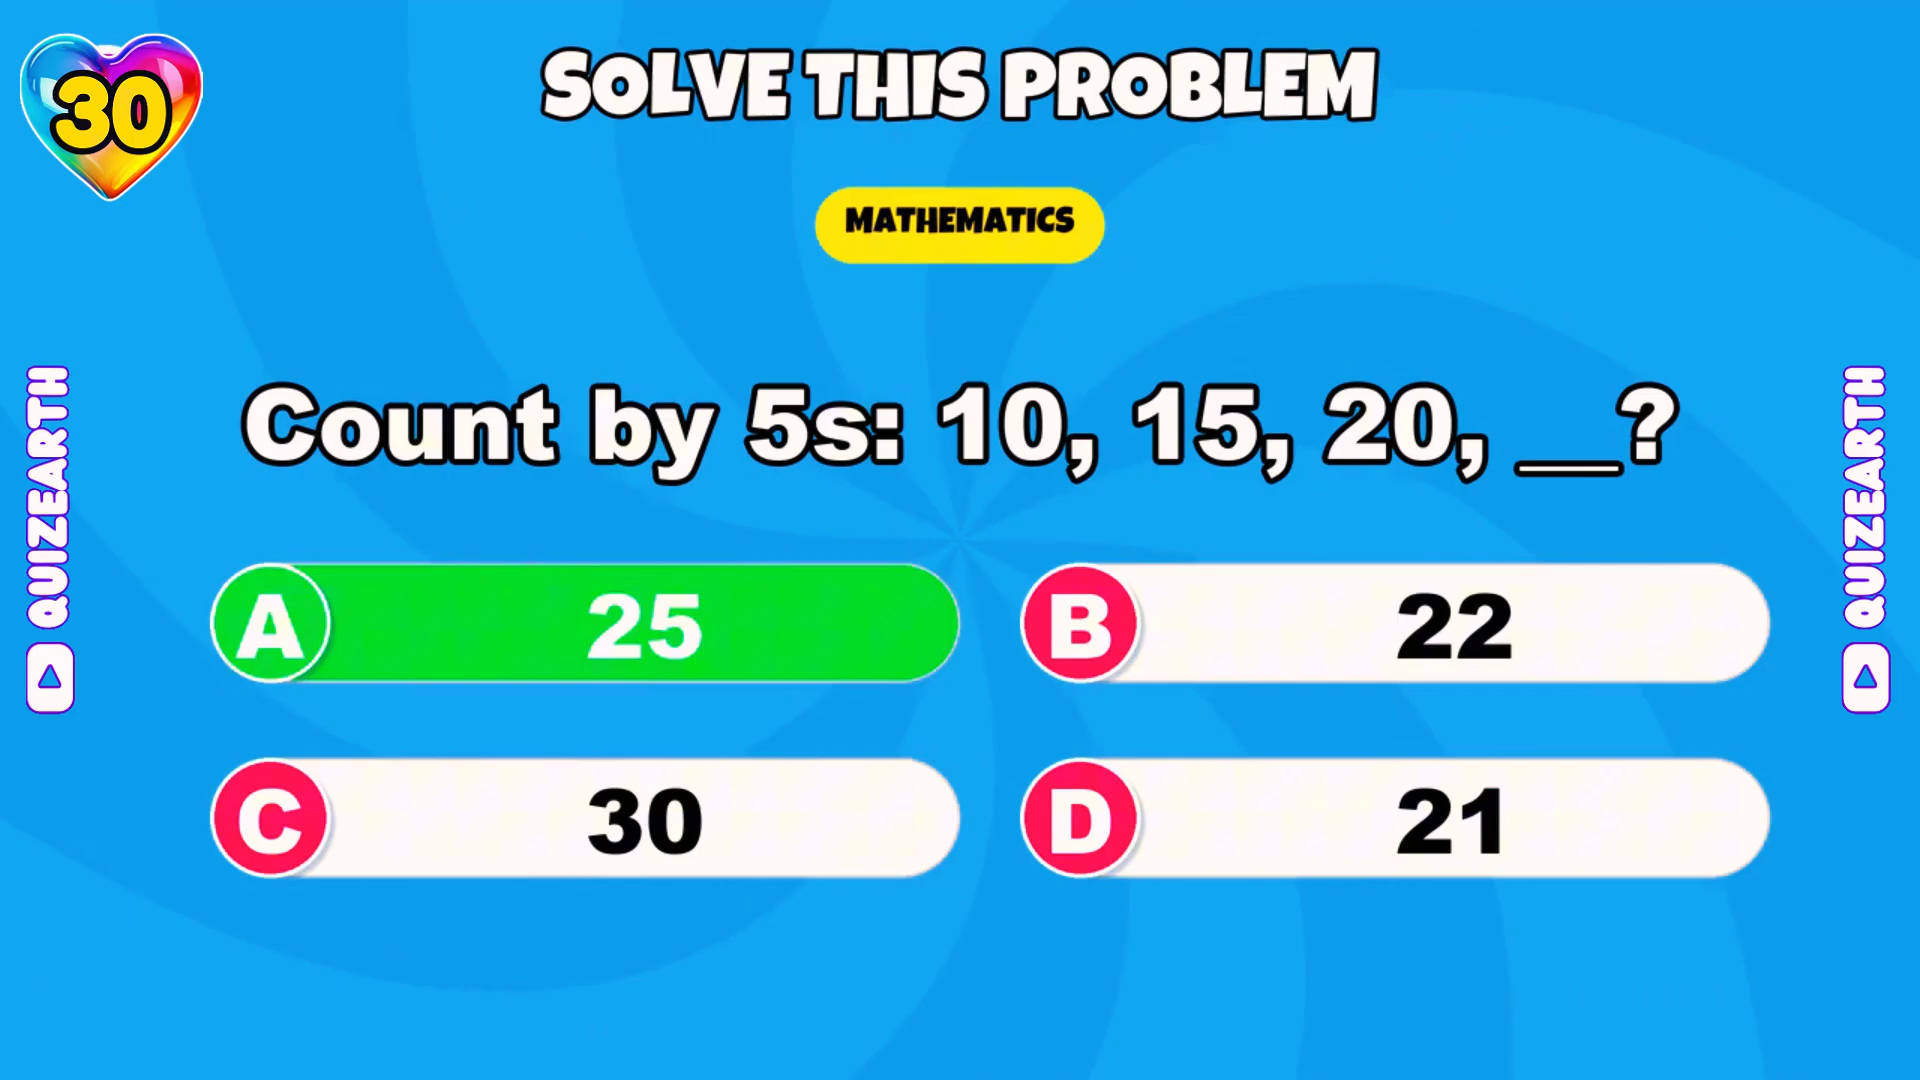 30
SOLVE THIS PROBLEM
MATHEMATICS
Count by 5s: 10, 15, 20, __?
A 25
B 22
C 30
D 21
QUIZEARTH
QUIZEARTH